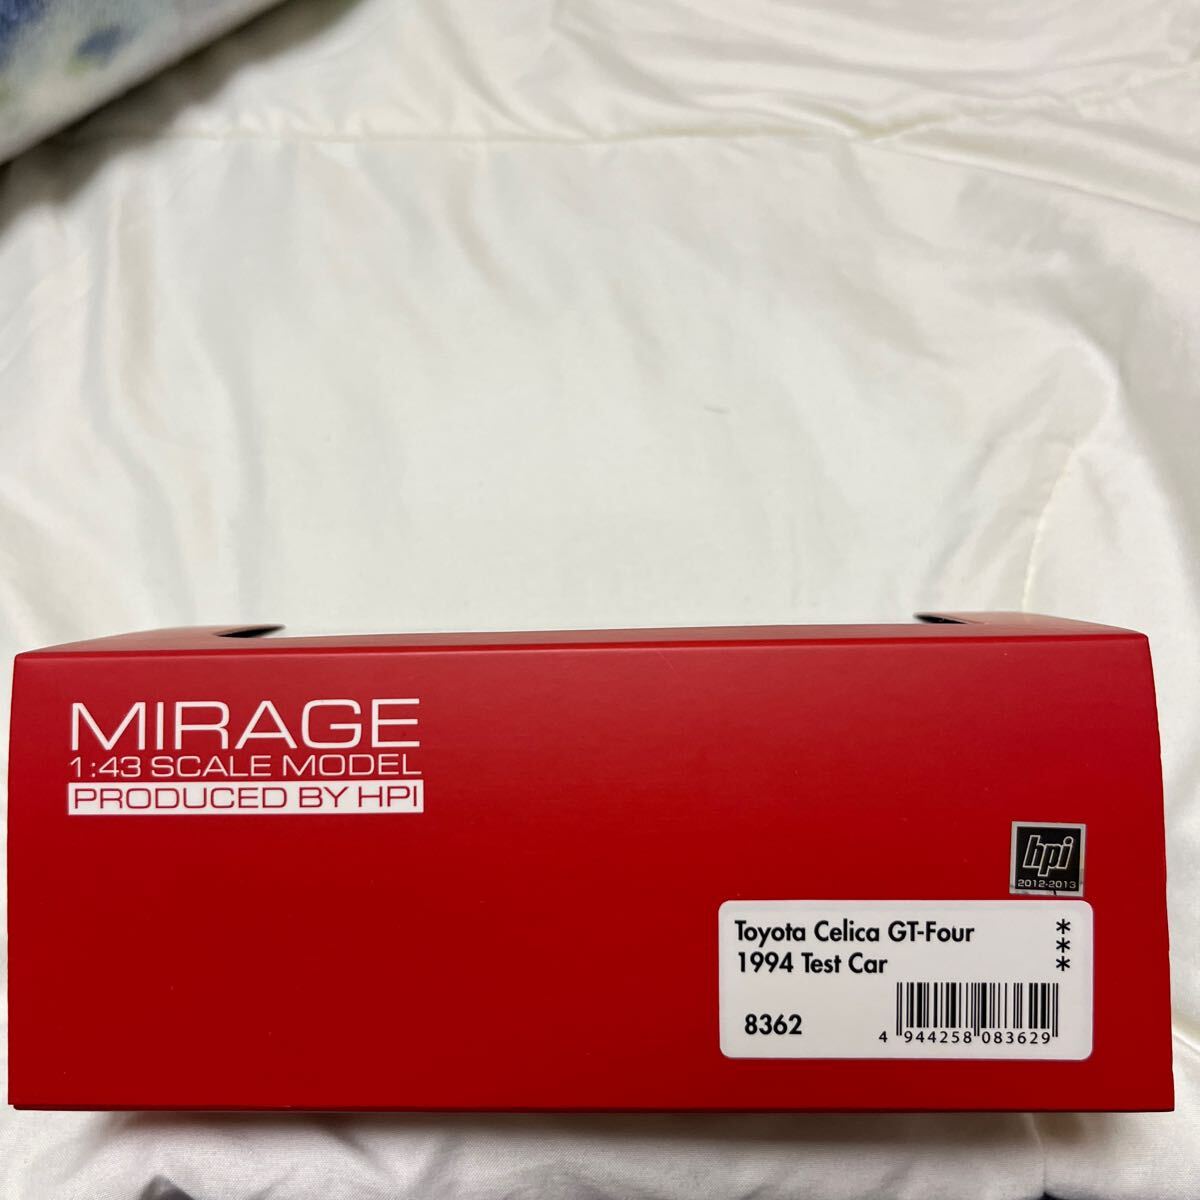 MIRAGE
1:43 SCALE MODEL
PRODUCED BY HPI
hpi
2012-2013
Toyota Celica GT-Four
1994 Test Car
***
8362
4 944258 083629